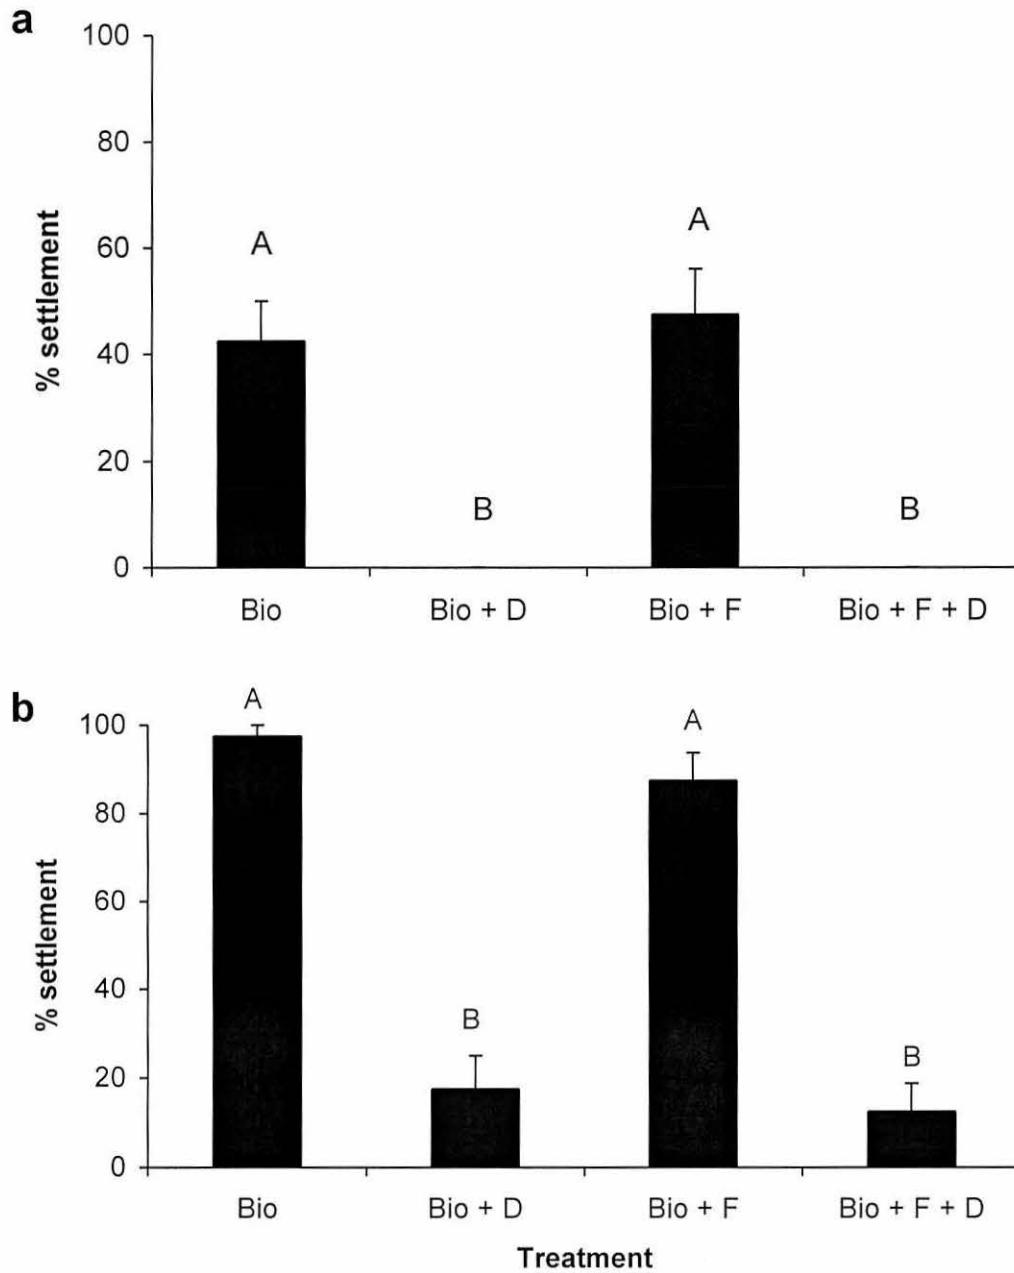 a
100
80
60
40
20
0
% settlement
A
B
A
B
Bio Bio + D Bio + F Bio + F + D
b
100
80
60
40
20
0
% settlement
A
B
A
B
Bio Bio + D Bio + F Bio + F + D
Treatment